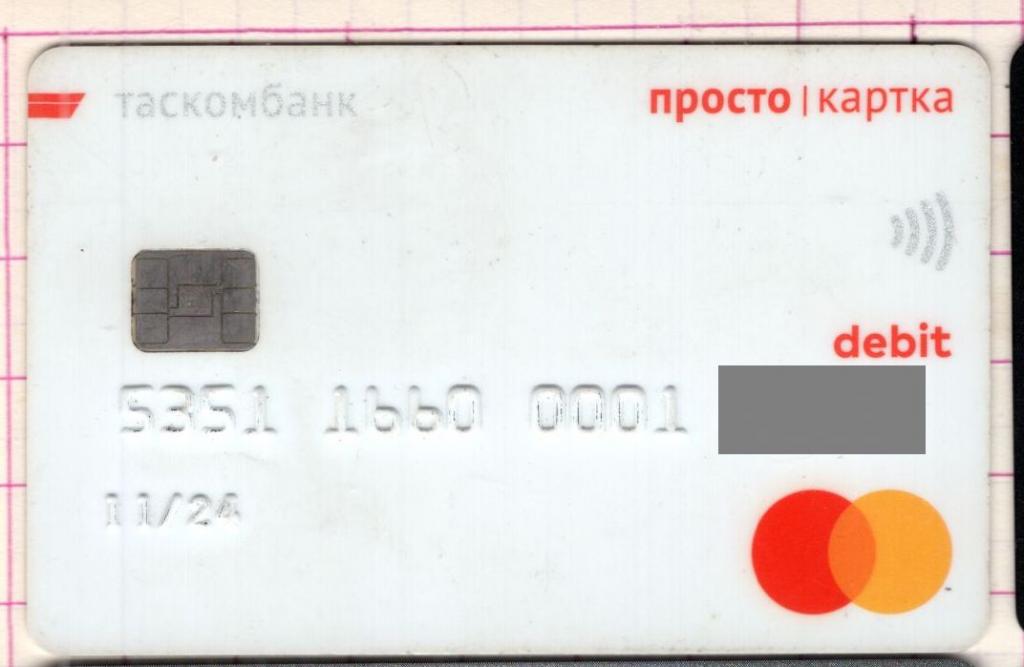 таскомбанк
просто | картка
debit
5351 1660 0001
11/24